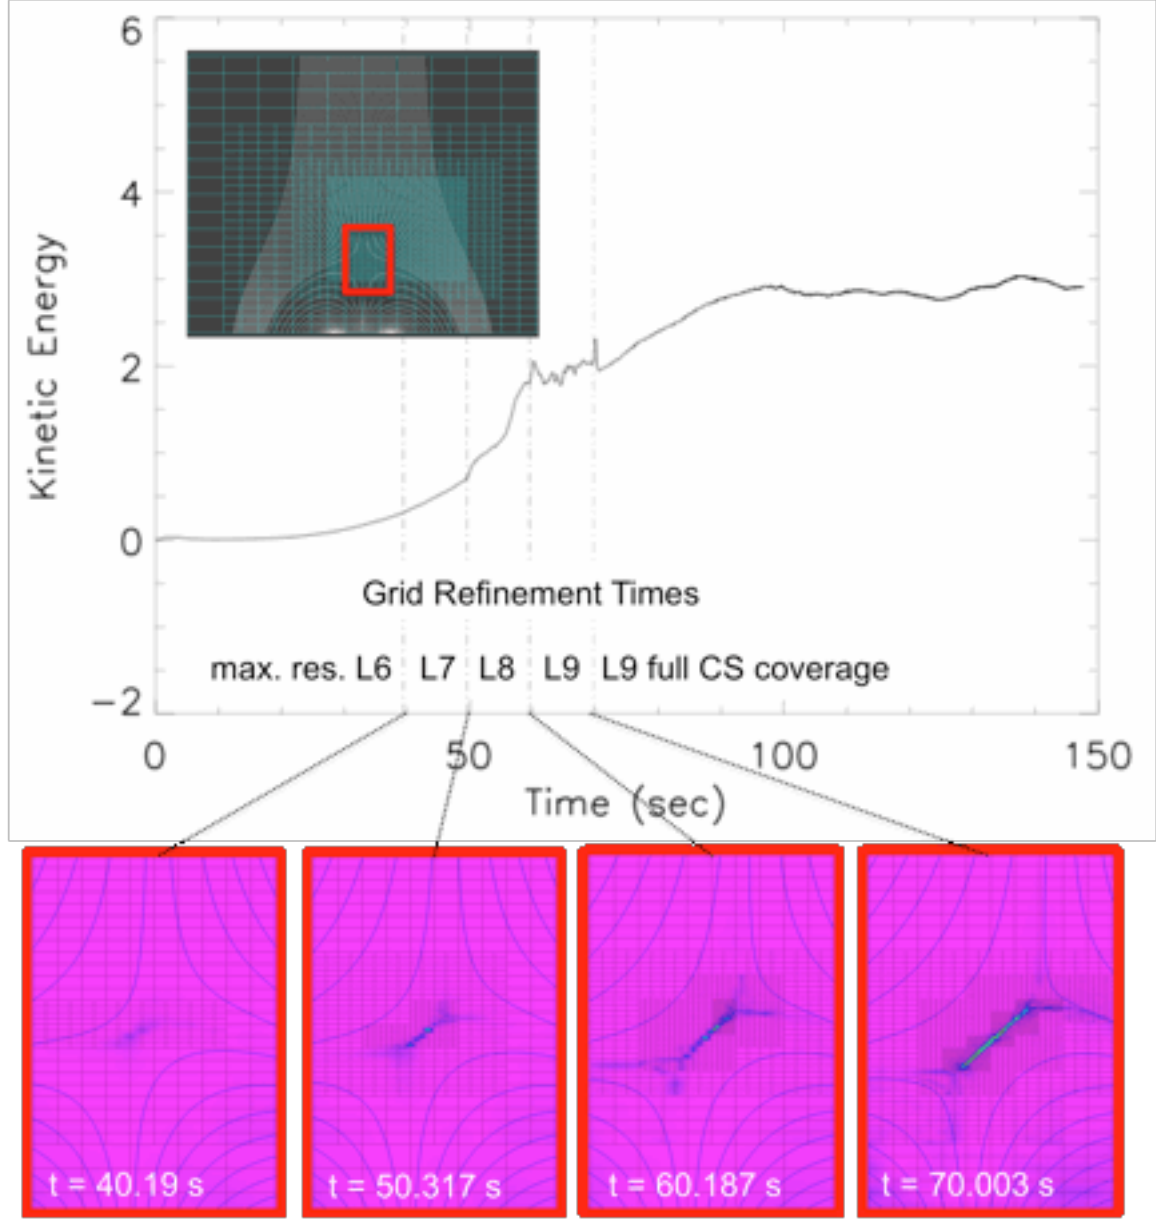 6
4
2
0
−2
Kinetic Energy
Grid Refinement Times
max. res. L6 L7 L8 L9 L9 full CS coverage
0 50 100 150
Time (sec)
t = 40.19 s t = 50.317 s t = 60.187 s t = 70.003 s